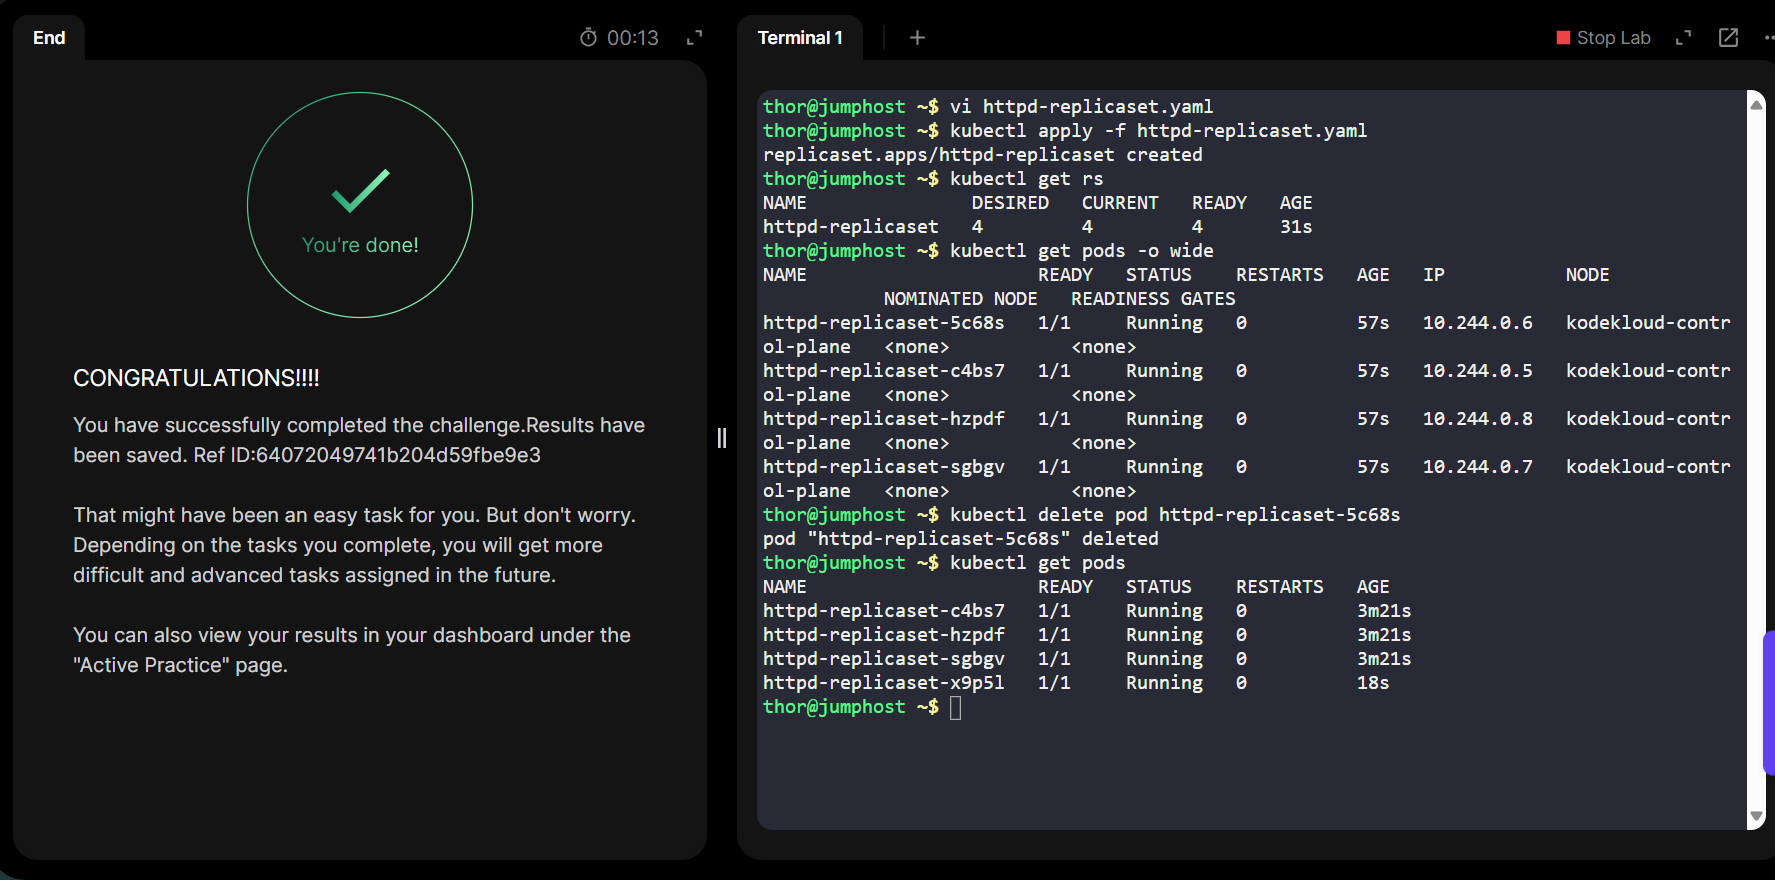 End
00:13
You're done!
CONGRATULATIONS!!!!
You have successfully completed the challenge.Results have
been saved. Ref ID:64072049741b204d59fbe9e3
That might have been an easy task for you. But don't worry.
Depending on the tasks you complete, you will get more
difficult and advanced tasks assigned in the future.
You can also view your results in your dashboard under the
"Active Practice" page.
Terminal 1
Stop Lab
thor@jumphost ~$ vi httpd-replicaset.yaml
thor@jumphost ~$ kubectl apply -f httpd-replicaset.yaml
replicaset.apps/httpd-replicaset created
thor@jumphost ~$ kubectl get rs
NAME               DESIRED   CURRENT   READY   AGE
httpd-replicaset   4         4         4       31s
thor@jumphost ~$ kubectl get pods -o wide
NAME                     READY   STATUS    RESTARTS   AGE   IP           NODE
           NOMINATED NODE   READINESS GATES
httpd-replicaset-5c68s   1/1     Running   0          57s   10.244.0.6   kodekloud-contr
ol-plane   <none>           <none>
httpd-replicaset-c4bs7   1/1     Running   0          57s   10.244.0.5   kodekloud-contr
ol-plane   <none>           <none>
httpd-replicaset-hzpdf   1/1     Running   0          57s   10.244.0.8   kodekloud-contr
ol-plane   <none>           <none>
httpd-replicaset-sgbgv   1/1     Running   0          57s   10.244.0.7   kodekloud-contr
ol-plane   <none>           <none>
thor@jumphost ~$ kubectl delete pod httpd-replicaset-5c68s
pod "httpd-replicaset-5c68s" deleted
thor@jumphost ~$ kubectl get pods
NAME                     READY   STATUS    RESTARTS   AGE
httpd-replicaset-c4bs7   1/1     Running   0          3m21s
httpd-replicaset-hzpdf   1/1     Running   0          3m21s
httpd-replicaset-sgbgv   1/1     Running   0          3m21s
httpd-replicaset-x9p5l   1/1     Running   0          18s
thor@jumphost ~$